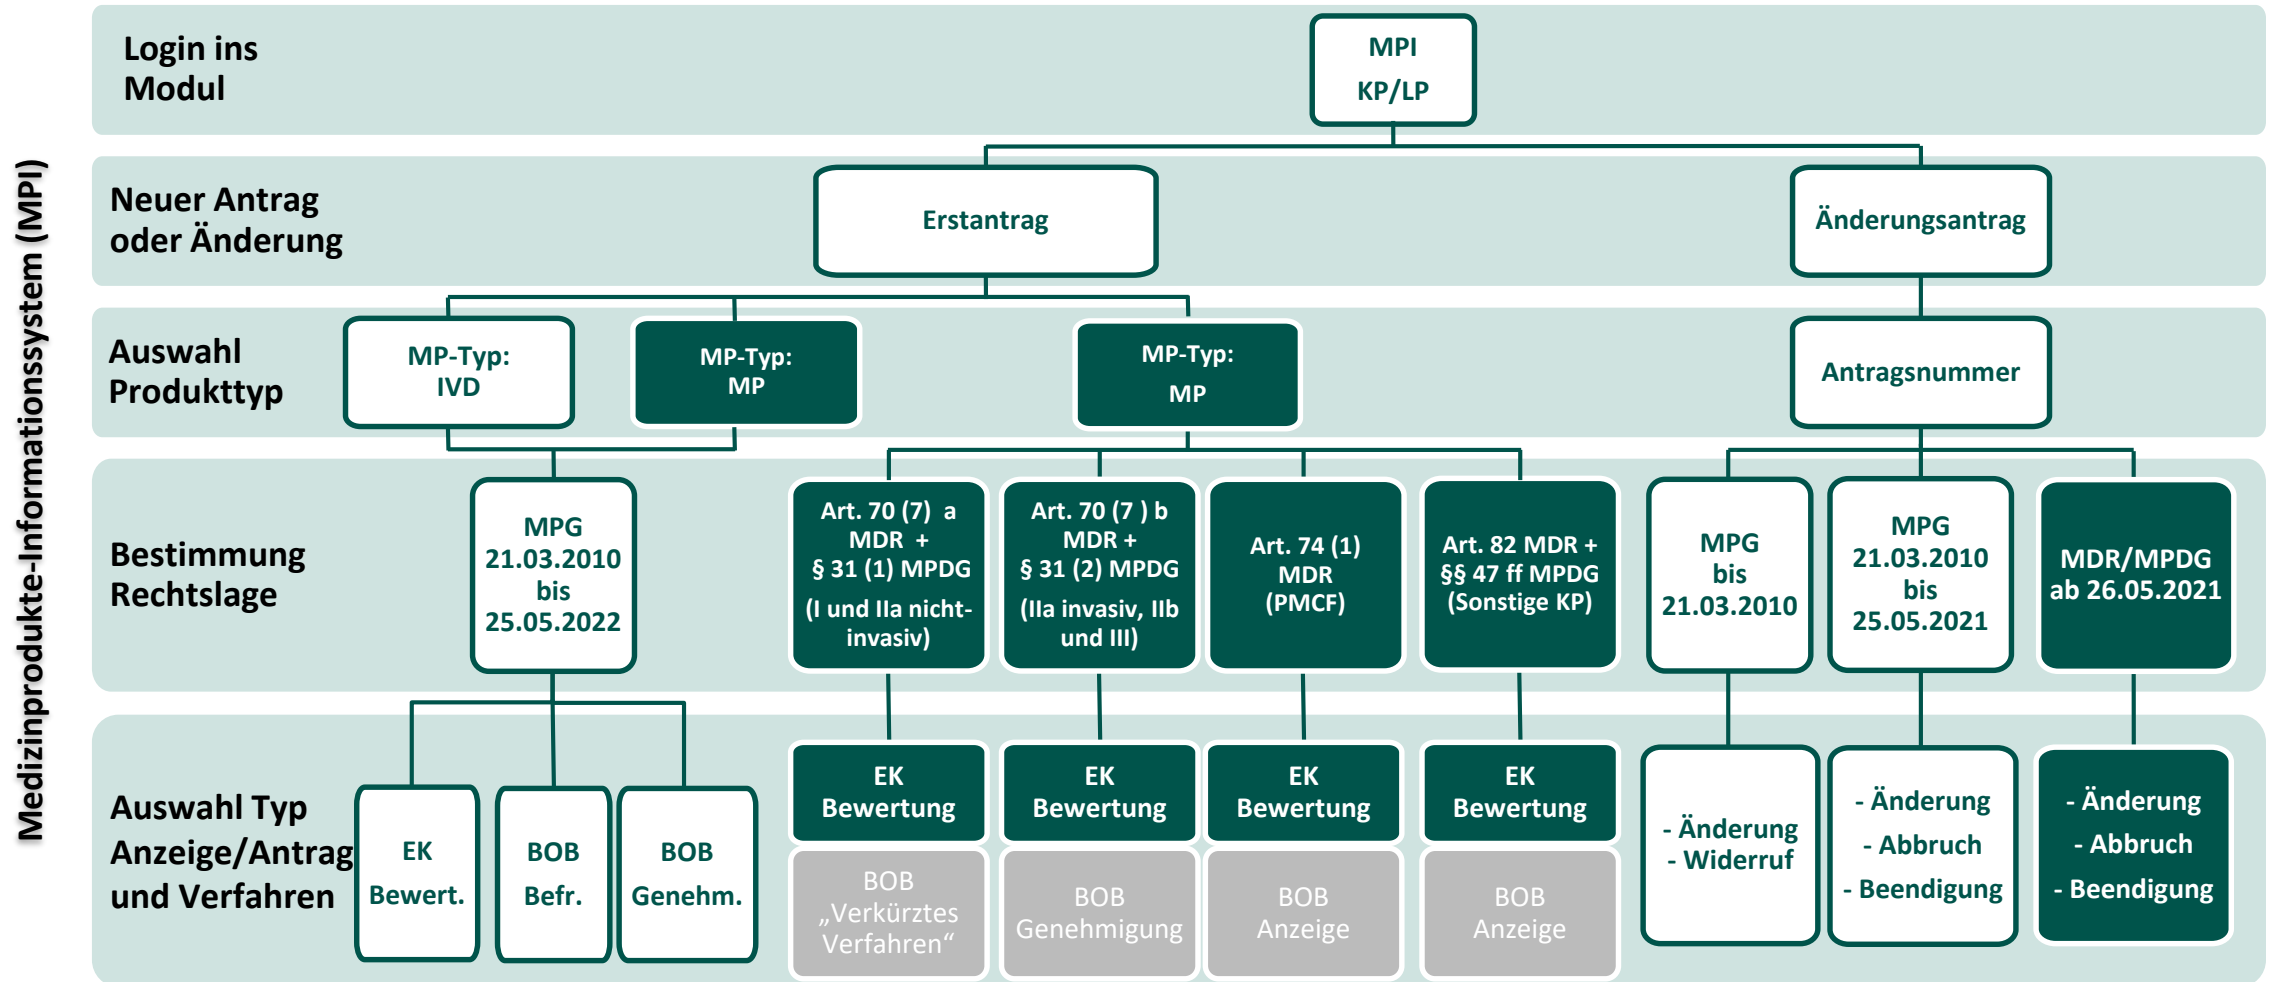 Medizinprodukte-Informationssystem (MPI)
Login ins
Modul
MPI
KP/LP
Neuer Antrag
oder Änderung
Erstantrag
Änderungsantrag
Auswahl
Produkttyp
MP-Typ:
IVD
MP-Typ:
MP
MP-Typ:
MP
Antragsnummer
Bestimmung
Rechtslage
MPG
21.03.2010
bis
25.05.2022
Art. 70 (7) a
MDR +
§ 31 (1) MPDG
(I und IIa nicht-
invasiv)
Art. 70 (7 ) b
MDR +
§ 31 (2) MPDG
(IIa invasiv, IIb
und III)
Art. 74 (1)
MDR
(PMCF)
Art. 82 MDR +
§§ 47 ff MPDG
(Sonstige KP)
MPG
bis
21.03.2010
MPG
21.03.2010
bis
25.05.2021
MDR/MPDG
ab 26.05.2021
Auswahl Typ
Anzeige/Antrag
und Verfahren
EK
Bewert.
BOB
Befr.
BOB
Genehm.
EK
Bewertung
BOB
„Verkürztes
Verfahren“
EK
Bewertung
BOB
Genehmigung
EK
Bewertung
BOB
Anzeige
EK
Bewertung
BOB
Anzeige
- Änderung
- Widerruf
- Änderung
- Abbruch
- Beendigung
- Änderung
- Abbruch
- Beendigung